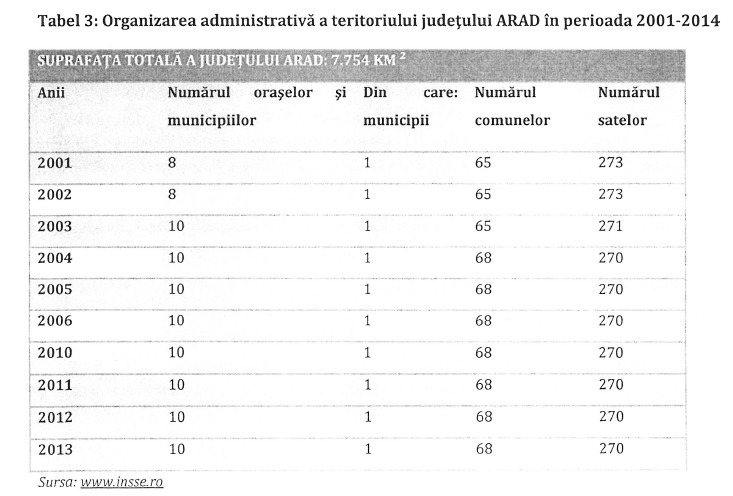 Tabel 3: Organizarea administrativă a teritoriului județului ARAD în perioada 2001-2014
SUPRAFAȚA TOTALĂ A JUDEȚULUI ARAD: 7.754 KM ²
Anii Numărul orașelor și municipiilor Din care: municipii Numărul comunelor Numărul satelor
2001 8 1 65 273
2002 8 1 65 273
2003 10 1 65 271
2004 10 1 68 270
2005 10 1 68 270
2006 10 1 68 270
2010 10 1 68 270
2011 10 1 68 270
2012 10 1 68 270
2013 10 1 68 270
Sursa: www.insse.ro